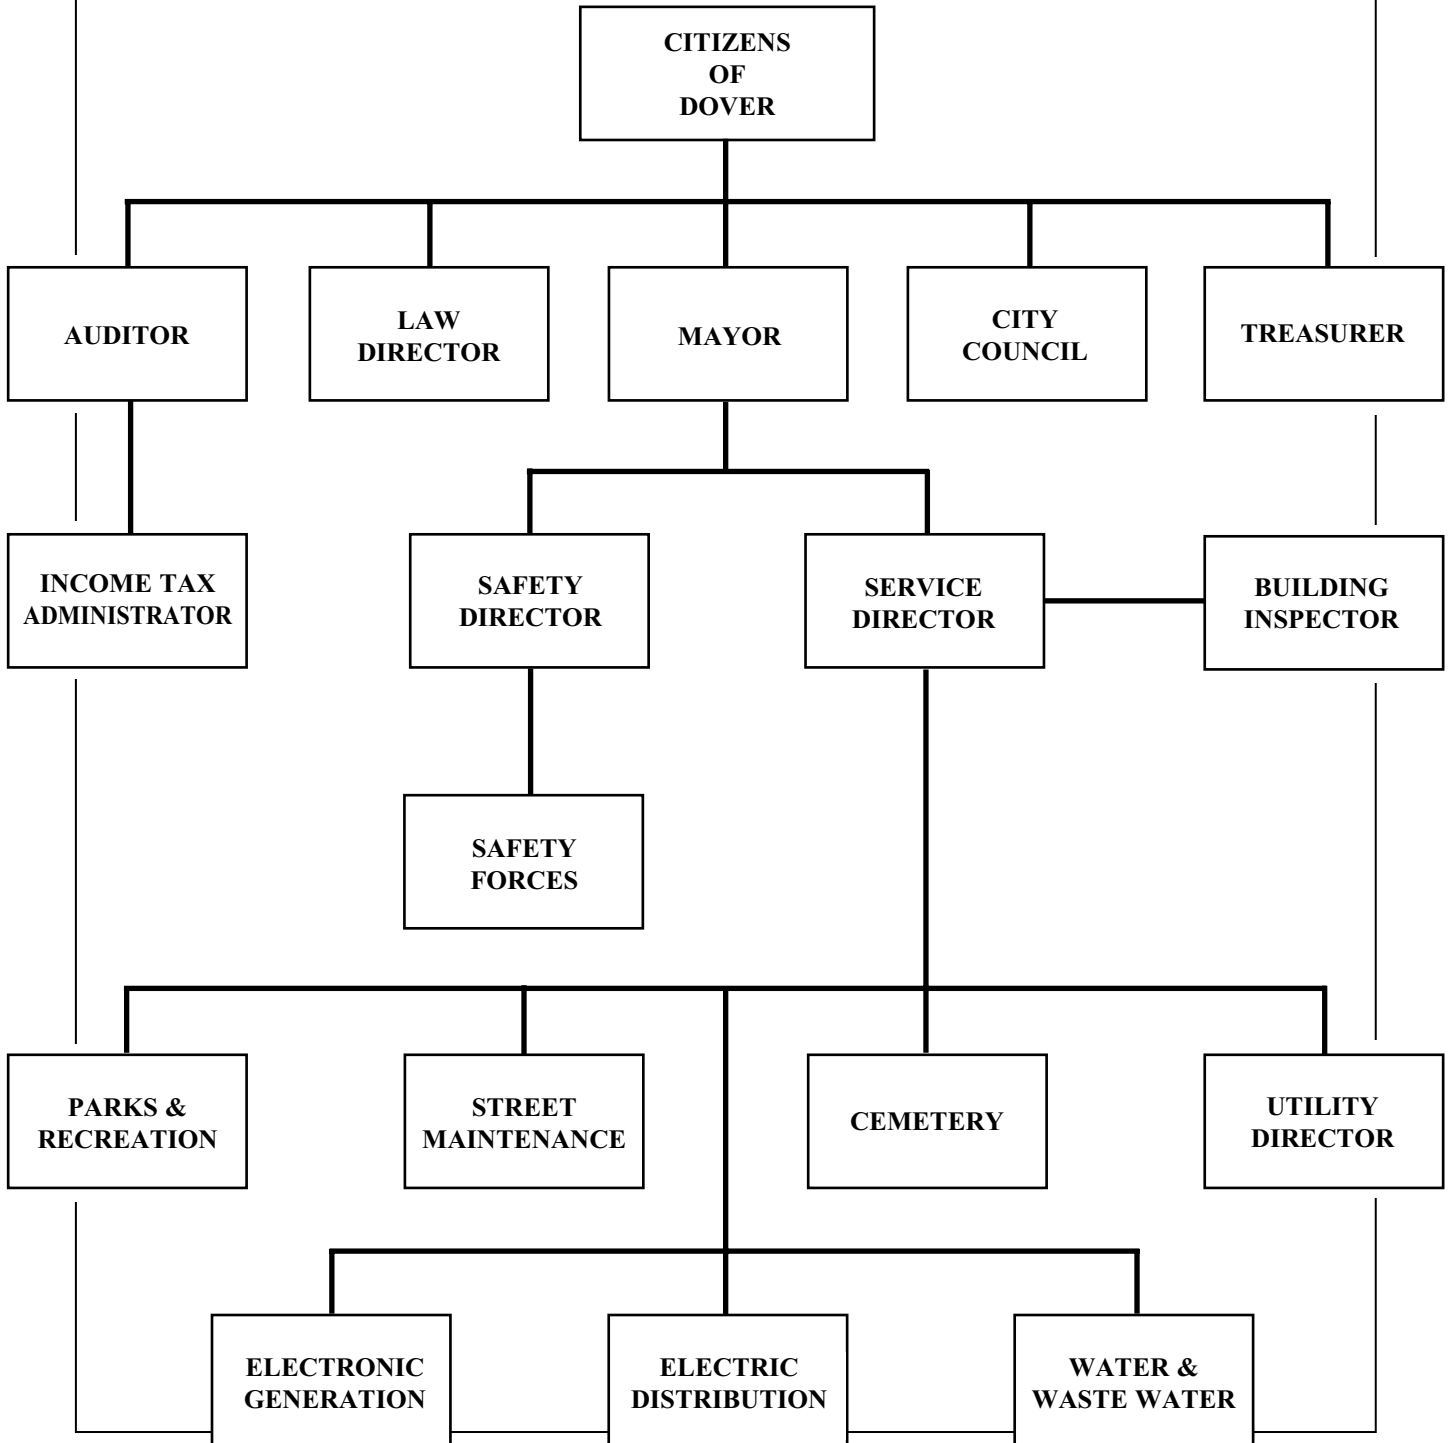 CITIZENS
OF
DOVER
AUDITOR
LAW
DIRECTOR
MAYOR
CITY
COUNCIL
TREASURER
INCOME TAX
ADMINISTRATOR
SAFETY
DIRECTOR
SERVICE
DIRECTOR
BUILDING
INSPECTOR
SAFETY
FORCES
PARKS &
RECREATION
STREET
MAINTENANCE
CEMETERY
UTILITY
DIRECTOR
ELECTRONIC
GENERATION
ELECTRIC
DISTRIBUTION
WATER &
WASTE WATER